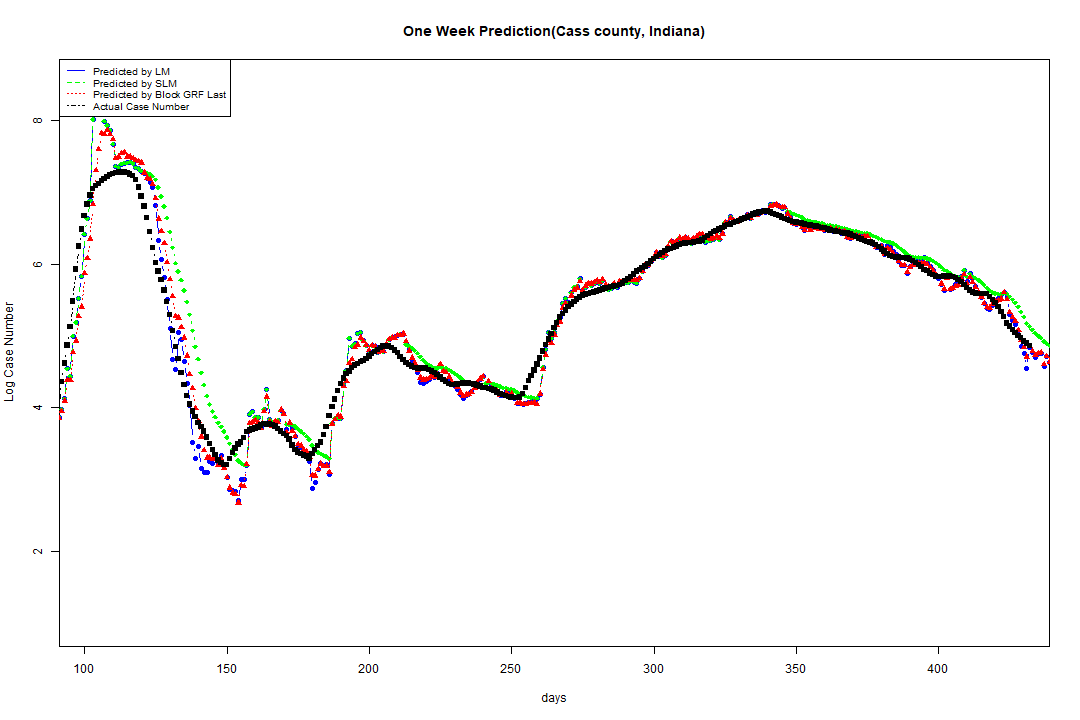 One Week Prediction(Cass county, Indiana)
Predicted by LM
Predicted by SLM
Predicted by Block GRF Last
Actual Case Number
Log Case Number
8
6
4
2
100 150 200 250 300 350 400
days